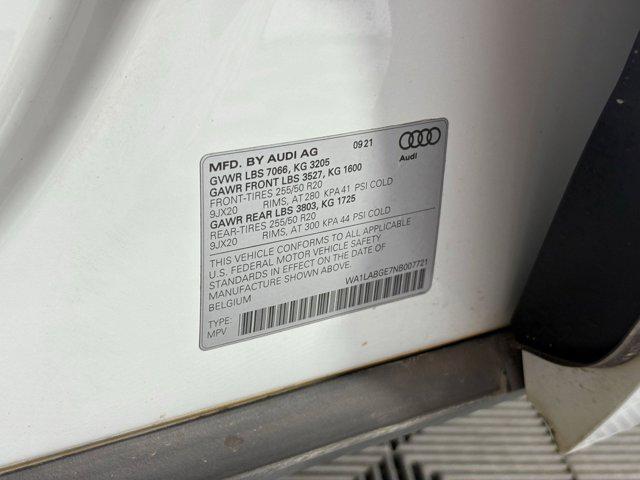 MFD. BY AUDI AG 09 21
Audi
GVWR LBS 7066, KG 3205
GAWR FRONT LBS 3527, KG 1600
FRONT-TIRES 255/50 R20
9JX20 RIMS, AT 280 KPA 41 PSI COLD
GAWR REAR LBS 3803, KG 1725
REAR-TIRES 255/50 R20
9JX20 RIMS, AT 300 KPA 44 PSI COLD
THIS VEHICLE CONFORMS TO ALL APPLICABLE
U.S. FEDERAL MOTOR VEHICLE SAFETY
STANDARDS IN EFFECT ON THE DATE OF
MANUFACTURE SHOWN ABOVE.
BELGIUM
WA1LABGE7NB007721
TYPE:
MPV